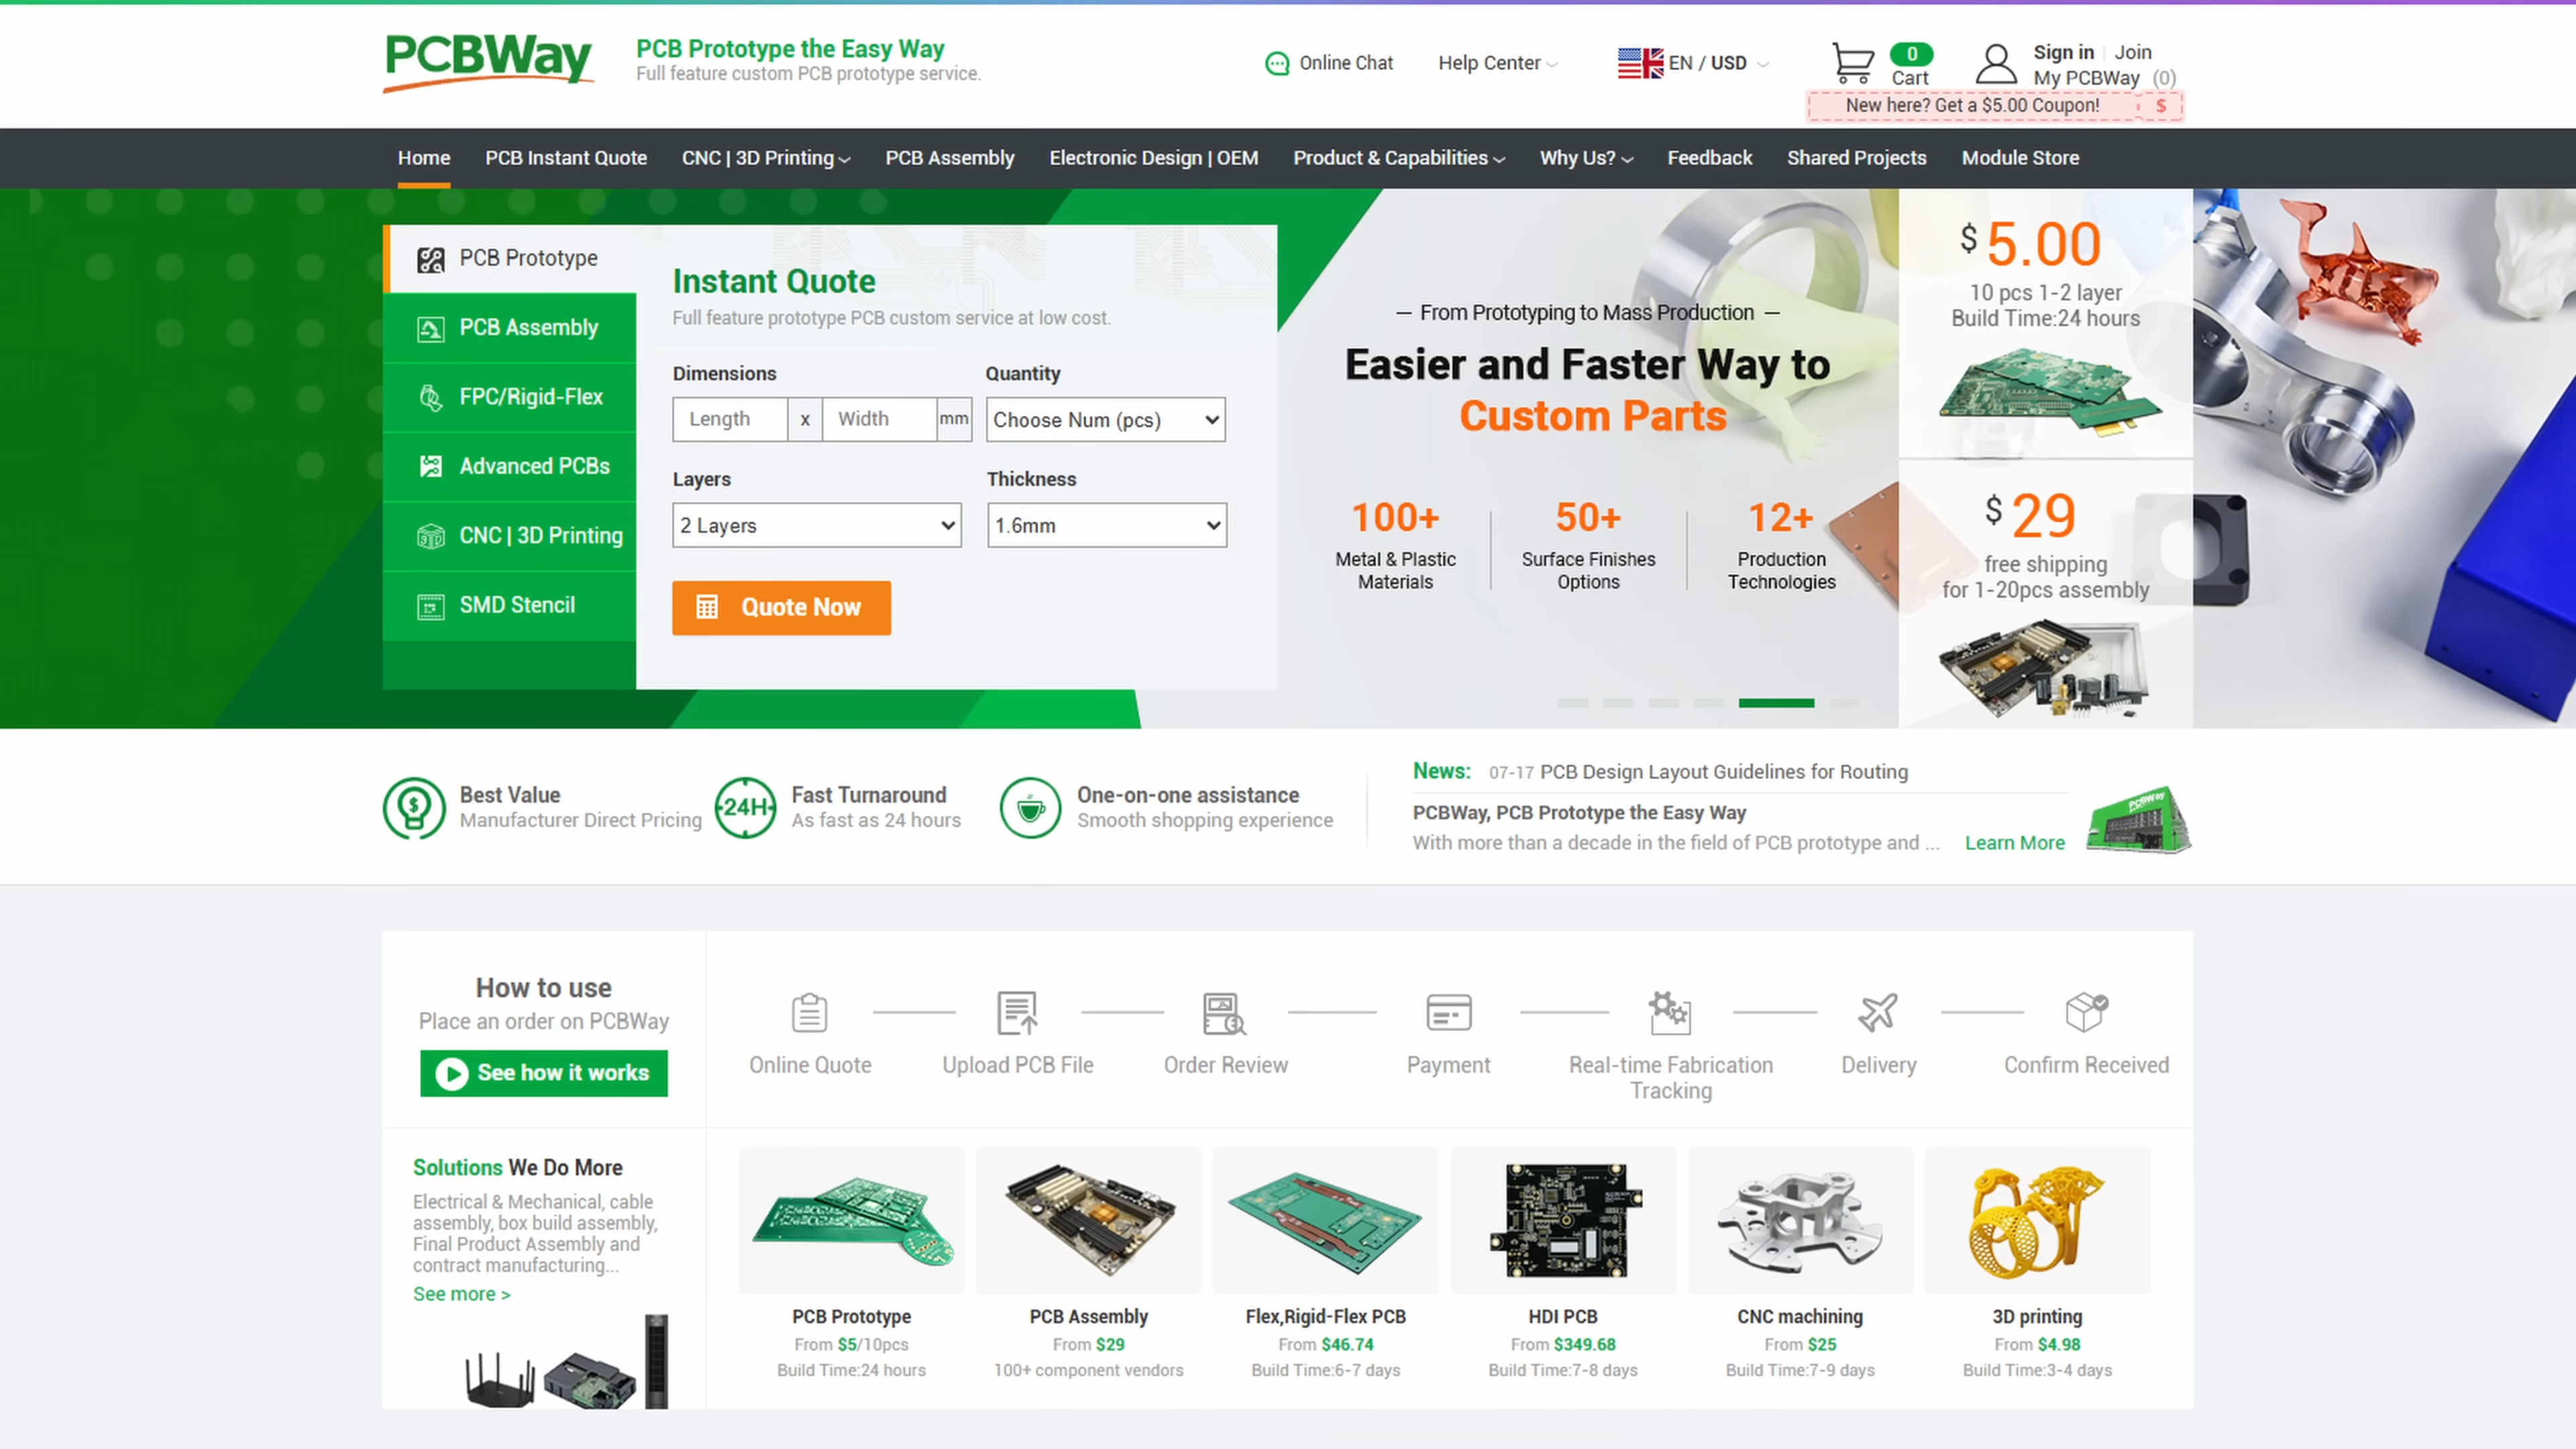 PCBWay
PCB Prototype the Easy Way
Full feature custom PCB prototype service.
Online Chat
Help Center
EN / USD
0
Cart
Sign in | Join
My PCBWay (0)
New here? Get a $5.00 Coupon! $
Home
PCB Instant Quote
CNC | 3D Printing
PCB Assembly
Electronic Design | OEM
Product & Capabilities
Why Us?
Feedback
Shared Projects
Module Store
PCB Prototype
PCB Assembly
FPC/Rigid-Flex
Advanced PCBs
CNC | 3D Printing
SMD Stencil
Instant Quote
Full feature prototype PCB custom service at low cost.
Dimensions
Length x Width mm
Quantity
Choose Num (pcs)
Layers
2 Layers
Thickness
1.6mm
Quote Now
— From Prototyping to Mass Production —
Easier and Faster Way to
Custom Parts
100+
Metal & Plastic
Materials
50+
Surface Finishes
Options
12+
Production
Technologies
$ 5.00
10 pcs 1-2 layer
Build Time:24 hours
$ 29
free shipping
for 1-20pcs assembly
Best Value
Manufacturer Direct Pricing
24H
Fast Turnaround
As fast as 24 hours
One-on-one assistance
Smooth shopping experience
News: 07-17 PCB Design Layout Guidelines for Routing
PCBWay, PCB Prototype the Easy Way
With more than a decade in the field of PCB prototype and ... Learn More
PCBWay
How to use
Place an order on PCBWay
See how it works
Online Quote
Upload PCB File
Order Review
Payment
Real-time Fabrication
Tracking
Delivery
Confirm Received
Solutions We Do More
Electrical & Mechanical, cable
assembly, box build assembly,
Final Product Assembly and
contract manufacturing...
See more >
PCB Prototype
From $5/10pcs
Build Time:24 hours
PCB Assembly
From $29
100+ component vendors
Flex,Rigid-Flex PCB
From $46.74
Build Time:6-7 days
HDI PCB
From $349.68
Build Time:7-8 days
CNC machining
From $25
Build Time:7-9 days
3D printing
From $4.98
Build Time:3-4 days